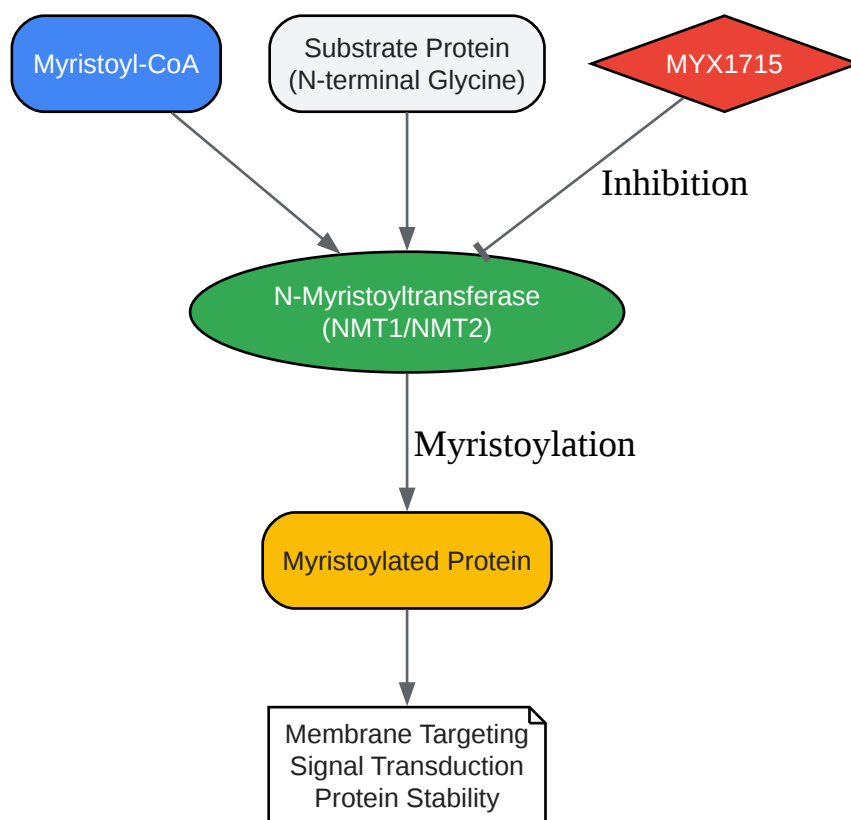 Myristoyl-CoA
Substrate Protein
(N-terminal Glycine)
MYX1715
Inhibition
N-Myristoyltransferase
(NMT1/NMT2)
Myristoylation
Myristoylated Protein
Membrane Targeting
Signal Transduction
Protein Stability